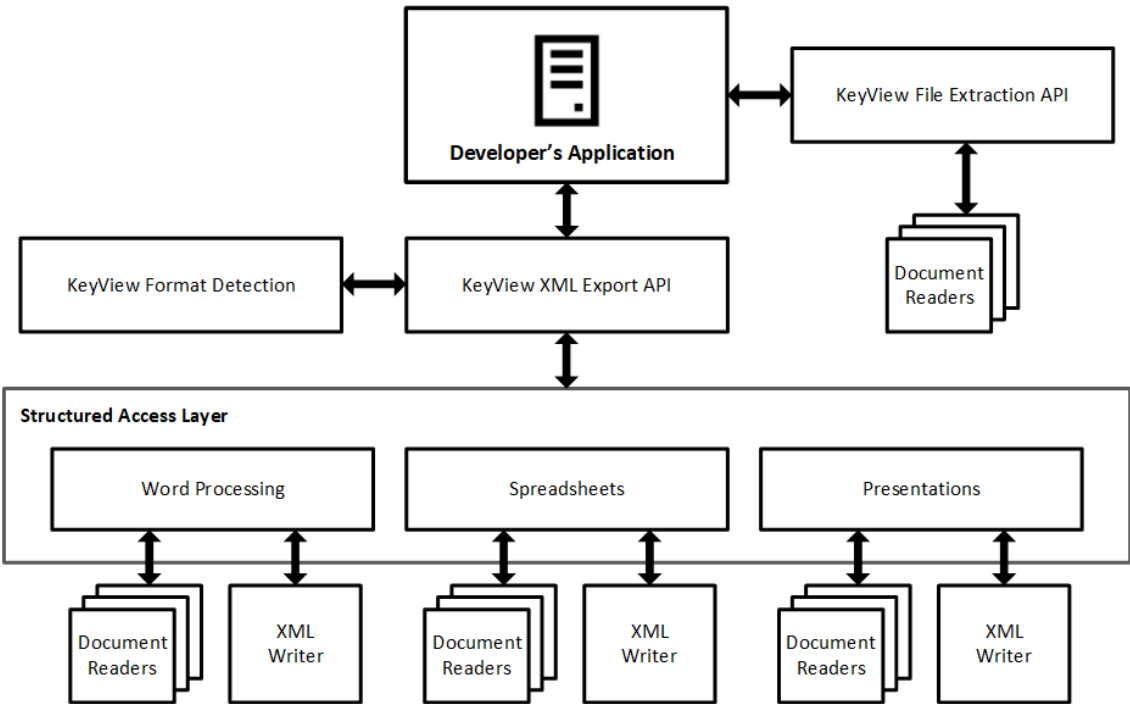 KeyView File Extraction API
Developer’s Application
Document
Readers
KeyView Format Detection
KeyView XML Export API
Structured Access Layer
Word Processing
Spreadsheets
Presentations
Document
Readers
XML
Writer
Document
Readers
XML
Writer
Document
Readers
XML
Writer